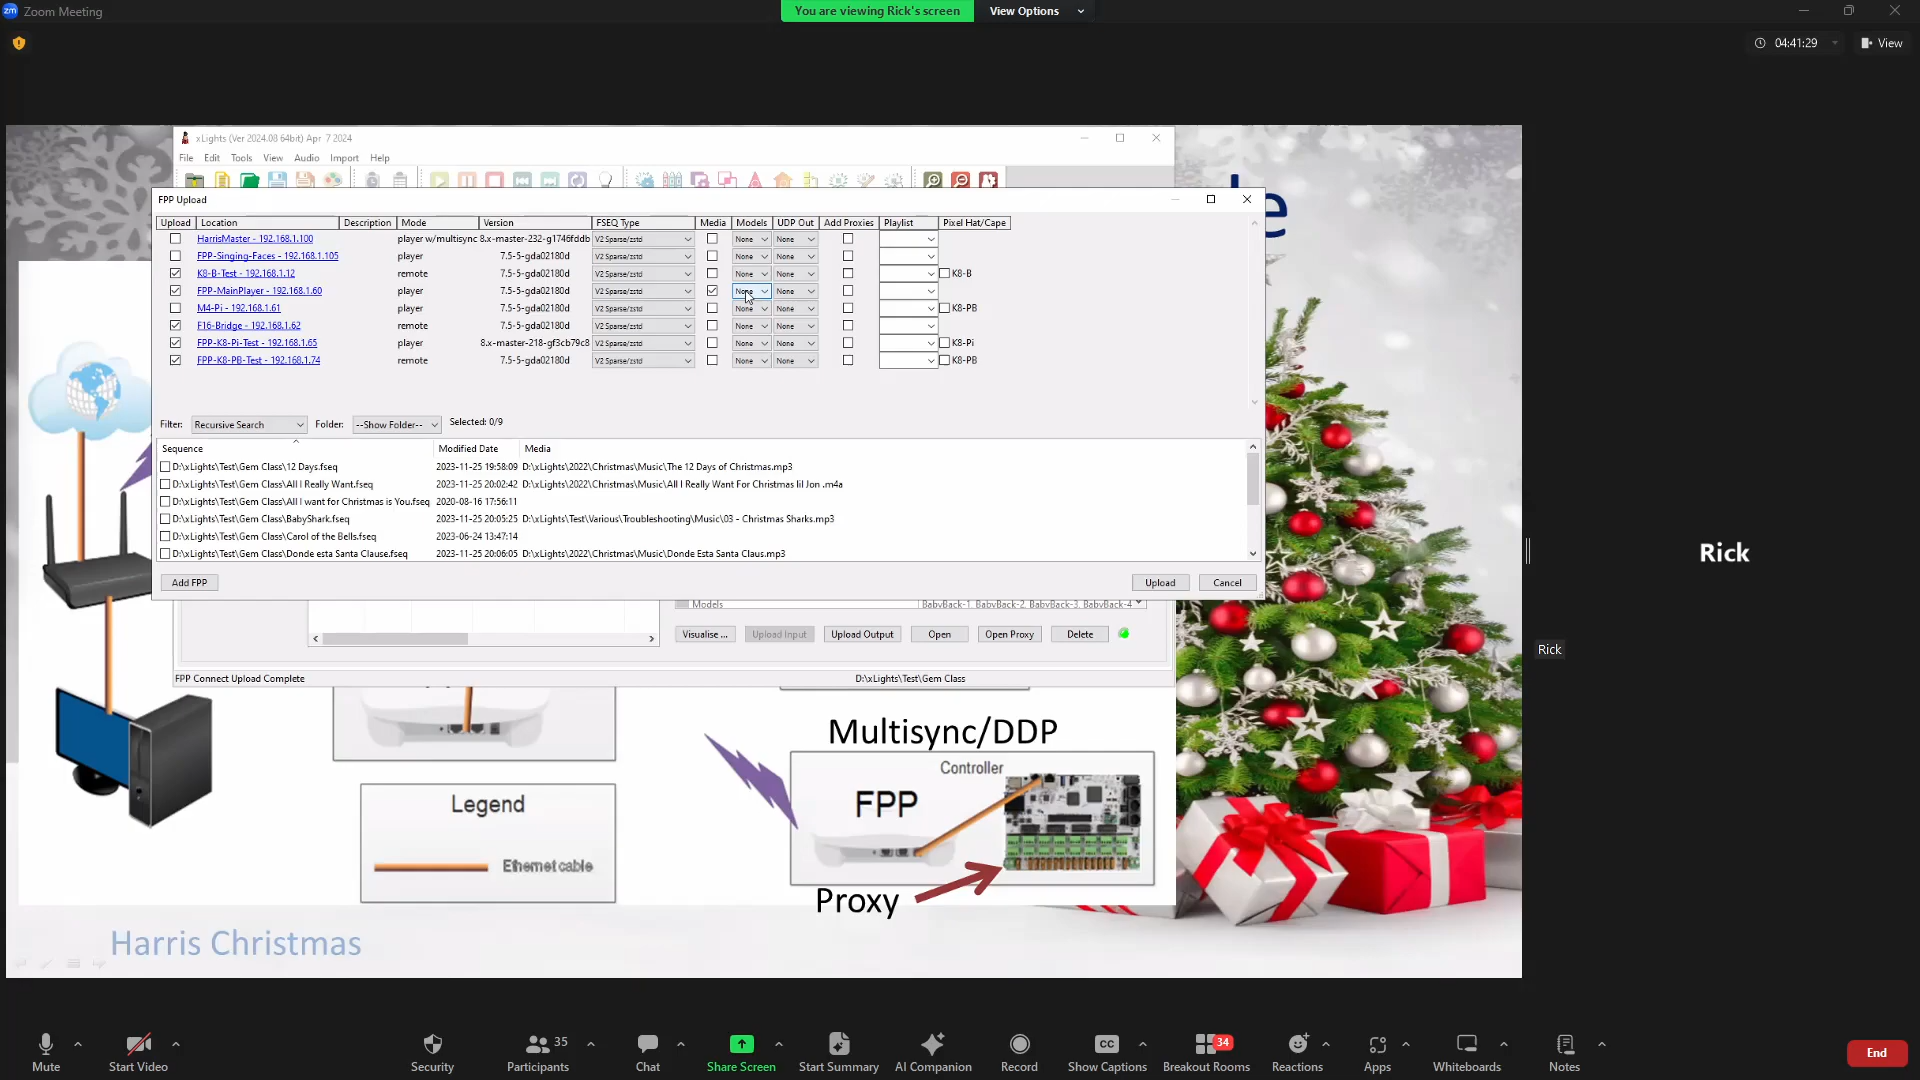 zm Zoom Meeting
You are viewing Rick's screen
View Options
04:41:29
View
xLights (Ver 2024.08 64bit) Apr 7 2024
File Edit Tools View Audio Import Help
FPP Upload
Upload Location Description Mode Version FSEQ Type Media Models UDP Out Add Proxies Playlist Pixel Hat/Cape
HarrisMaster - 192.168.1.100 player w/multisync 8.x-master-232-g1746fddb V2 Sparse/zstd None None
FPP-Singing-Faces - 192.168.1.105 player 7.5-5-gda02180d V2 Sparse/zstd None None
K8-B-Test - 192.168.1.12 remote 7.5-5-gda02180d V2 Sparse/zstd None None K8-B
FPP-MainPlayer - 192.168.1.60 player 7.5-5-gda02180d V2 Sparse/zstd None None
M4-Pi - 192.168.1.61 player 7.5-5-gda02180d V2 Sparse/zstd None None K8-PB
F16-Bridge - 192.168.1.62 remote 7.5-5-gda02180d V2 Sparse/zstd None None
FPP-K8-Pi-Test - 192.168.1.65 player 8.x-master-218-gf3cb79c8 V2 Sparse/zstd None None K8-Pi
FPP-K8-PB-Test - 192.168.1.74 remote 7.5-5-gda02180d V2 Sparse/zstd None None K8-PB
Filter: Recursive Search Folder: --Show Folder-- Selected: 0/9
Sequence Modified Date Media
D:\xLights\Test\Gem Class\12 Days.fseq 2023-11-25 19:58:09 D:\xLights\2022\Christmas\Music\The 12 Days of Christmas.mp3
D:\xLights\Test\Gem Class\All I Really Want.fseq 2023-11-25 20:02:42 D:\xLights\2022\Christmas\Music\All I Really Want For Christmas lil Jon .m4a
D:\xLights\Test\Gem Class\All I want for Christmas is You.fseq 2020-08-16 17:56:11
D:\xLights\Test\Gem Class\BabyShark.fseq 2023-11-25 20:05:25 D:\xLights\Test\Various\Troubleshooting\Music\03 - Christmas Sharks.mp3
D:\xLights\Test\Gem Class\Carol of the Bells.fseq 2023-06-24 13:47:14
D:\xLights\Test\Gem Class\Donde esta Santa Clause.fseq 2023-11-25 20:06:05 D:\xLights\2022\Christmas\Music\Donde Esta Santa Claus.mp3
Add FPP Upload Cancel
Models BabyBack-1, BabyBack-2, BabyBack-3, BabyBack-4
Visualise ... Upload Input Upload Output Open Open Proxy Delete
FPP Connect Upload Complete D:\xLights\Test\Gem Class
Multisync/DDP
Controller
FPP
Legend
Ethernet cable
Proxy
Harris Christmas
Rick
Rick
Mute
Start Video
Security
35
Participants
Chat
Share Screen
Start Summary
AI Companion
Record
CC
Show Captions
34
Breakout Rooms
Reactions
Apps
Whiteboards
Notes
End